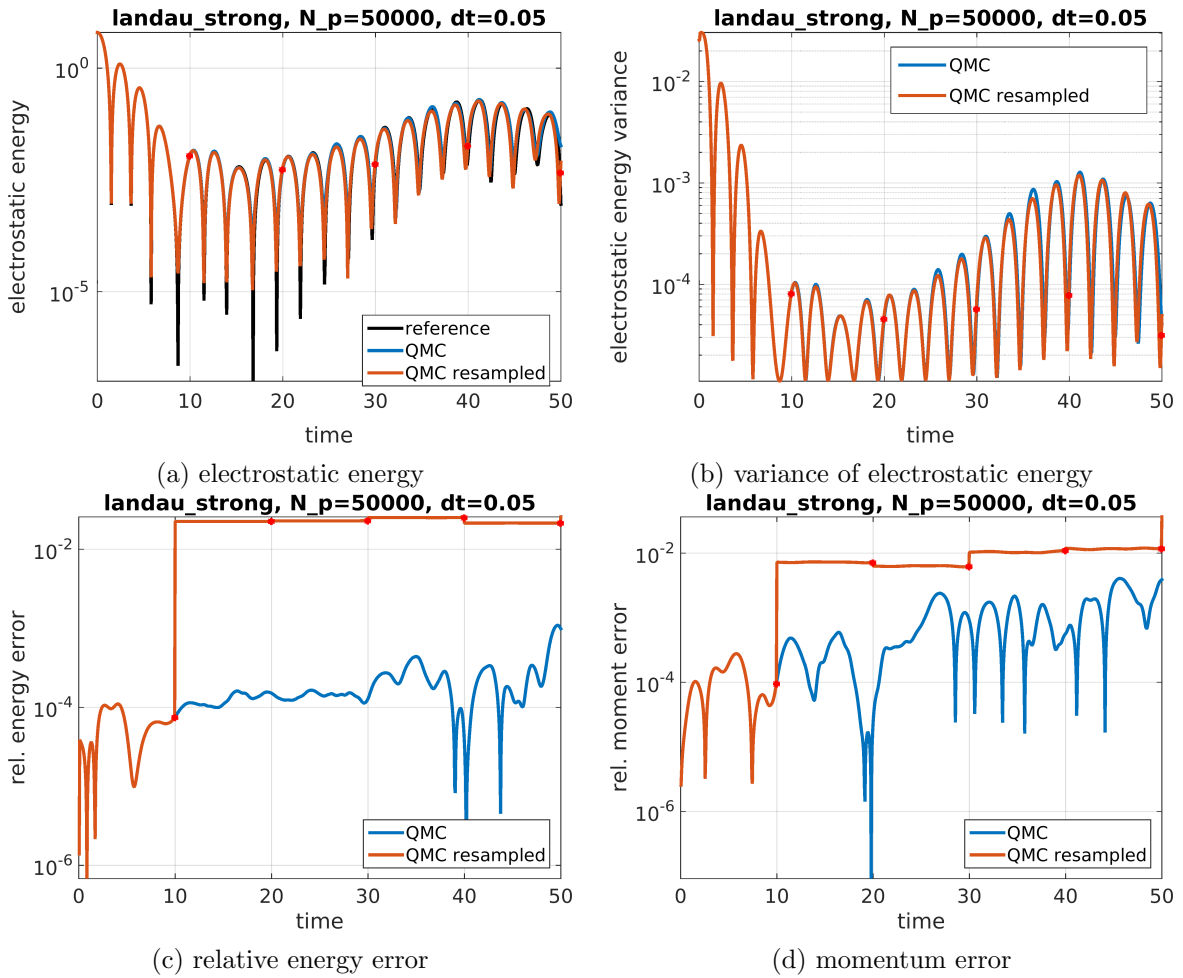 landau_strong, N_p=50000, dt=0.05
electrostatic energy
10^0
10^-5
reference
QMC
QMC resampled
0 10 20 30 40 50
time
(a) electrostatic energy
landau_strong, N_p=50000, dt=0.05
electrostatic energy variance
10^-2
10^-3
10^-4
QMC
QMC resampled
0 10 20 30 40 50
time
(b) variance of electrostatic energy
landau_strong, N_p=50000, dt=0.05
rel. energy error
10^-2
10^-4
10^-6
QMC
QMC resampled
0 10 20 30 40 50
time
(c) relative energy error
landau_strong, N_p=50000, dt=0.05
rel. moment error
10^-2
10^-4
10^-6
QMC
QMC resampled
0 10 20 30 40 50
time
(d) momentum error